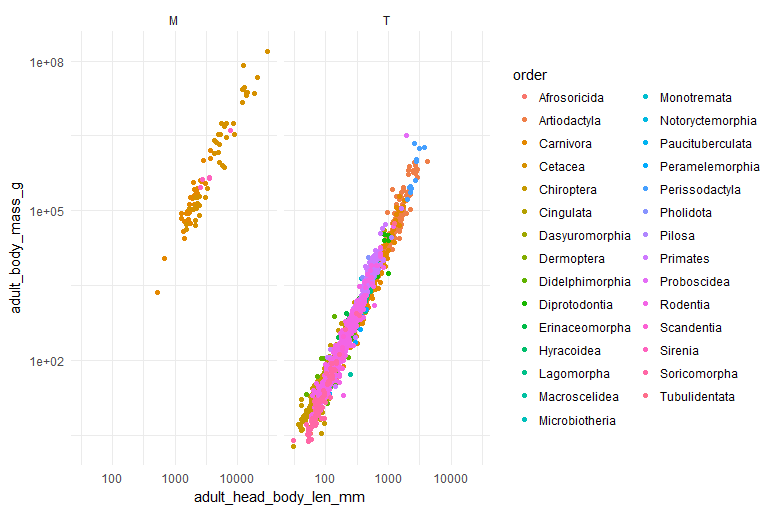 M T
1e+08
1e+05
1e+02
adult_body_mass_g
100 1000 10000 100 1000 10000
adult_head_body_len_mm
order
Afrosoricida
Artiodactyla
Carnivora
Cetacea
Chiroptera
Cingulata
Dasyuromorphia
Dermoptera
Didelphimorphia
Diprotodontia
Erinaceomorpha
Hyracoidea
Lagomorpha
Macroscelidea
Microbiotheria
Monotremata
Notoryctemorphia
Paucituberculata
Peramelemorphia
Perissodactyla
Pholidota
Pilosa
Primates
Proboscidea
Rodentia
Scandentia
Sirenia
Soricomorpha
Tubulidentata